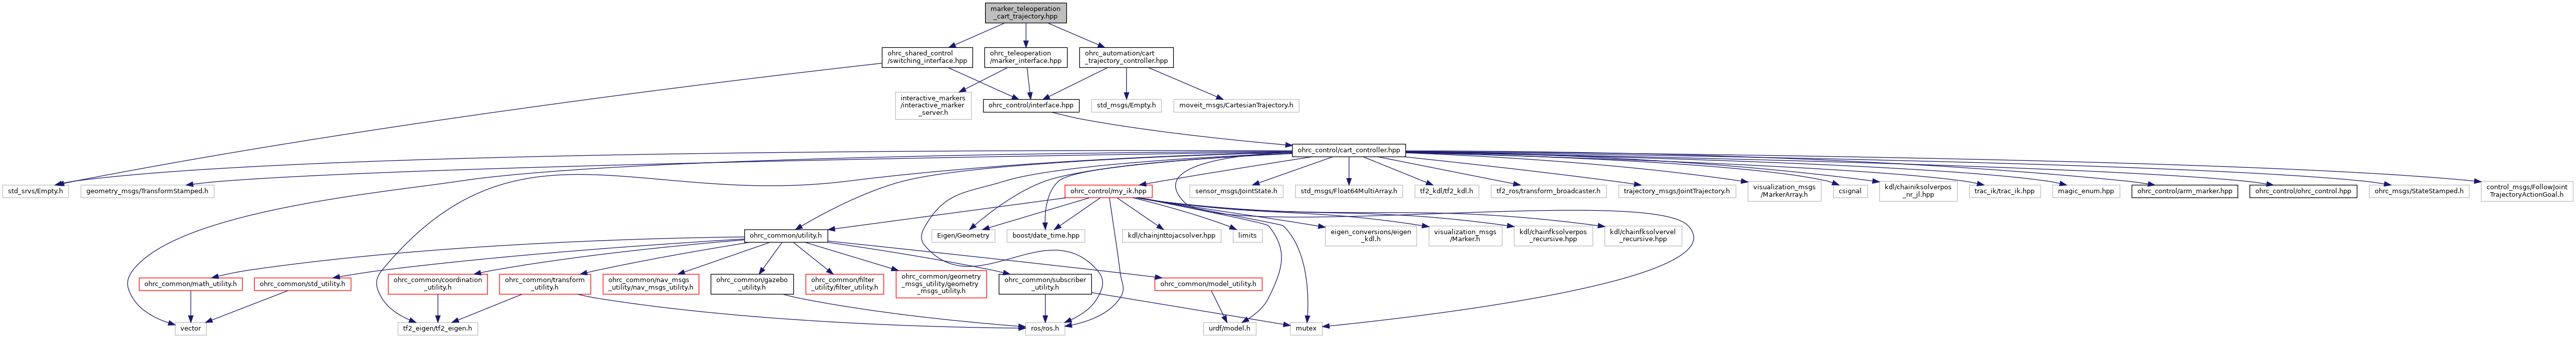 marker_teleoperation
_cart_trajectory.hpp
ohrc_shared_control
/switching_interface.hpp
ohrc_teleoperation
/marker_interface.hpp
ohrc_automation/cart
_trajectory_controller.hpp
interactive_markers
/interactive_marker
_server.h
ohrc_control/interface.hpp
std_msgs/Empty.h
moveit_msgs/CartesianTrajectory.h
ohrc_control/cart_controller.hpp
std_srvs/Empty.h
geometry_msgs/TransformStamped.h
ohrc_control/my_ik.hpp
sensor_msgs/JointState.h
std_msgs/Float64MultiArray.h
tf2_kdl/tf2_kdl.h
tf2_ros/transform_broadcaster.h
trajectory_msgs/JointTrajectory.h
visualization_msgs
/MarkerArray.h
csignal
kdl/chainiksolverpos
_nr_jl.hpp
trac_ik/trac_ik.hpp
magic_enum.hpp
ohrc_control/arm_marker.hpp
ohrc_control/ohrc_control.hpp
ohrc_msgs/StateStamped.h
control_msgs/FollowJoint
TrajectoryActionGoal.h
ohrc_common/utility.h
Eigen/Geometry
boost/date_time.hpp
kdl/chainjnttojacsolver.hpp
limits
eigen_conversions/eigen
_kdl.h
visualization_msgs
/Marker.h
kdl/chainfksolverpos
_recursive.hpp
kdl/chainfksolvervel
_recursive.hpp
ohrc_common/math_utility.h
ohrc_common/std_utility.h
ohrc_common/coordination
_utility.h
ohrc_common/transform
_utility.h
ohrc_common/nav_msgs
_utility/nav_msgs_utility.h
ohrc_common/gazebo
_utility.h
ohrc_common/filter
_utility/filter_utility.h
ohrc_common/geometry
_msgs_utility/geometry
_msgs_utility.h
ohrc_common/subscriber
_utility.h
ohrc_common/model_utility.h
vector
tf2_eigen/tf2_eigen.h
ros/ros.h
urdf/model.h
mutex